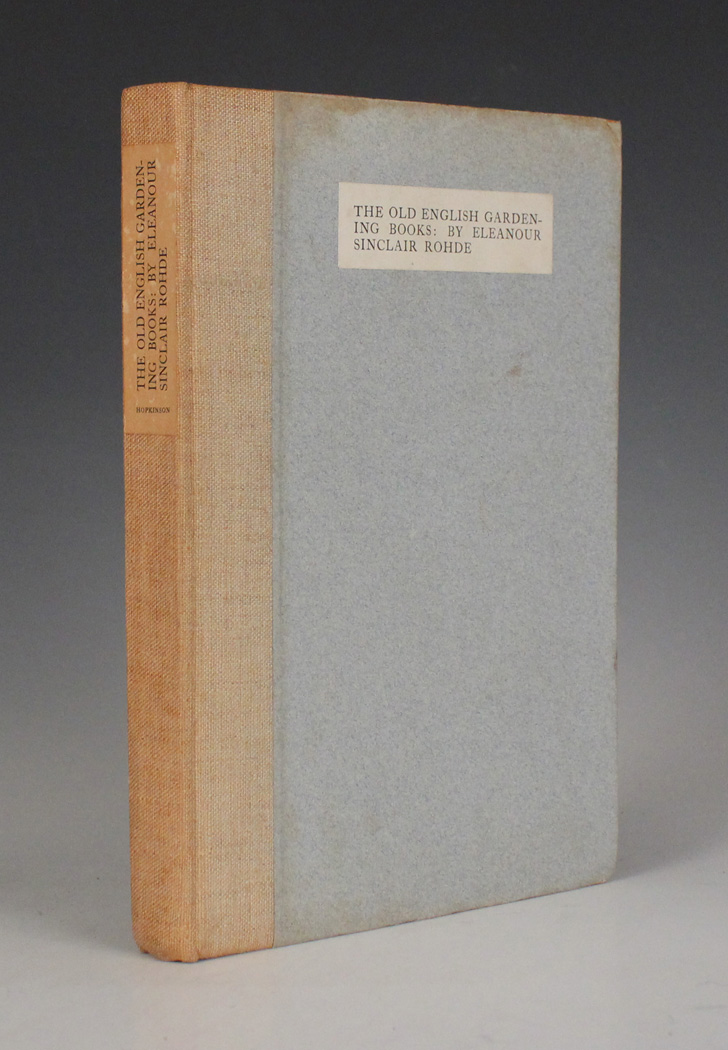 THE OLD ENGLISH GARDEN-
ING BOOKS: BY ELEANOUR
SINCLAIR ROHDE
HOPKINSON
THE OLD ENGLISH GARDEN-
ING BOOKS: BY ELEANOUR
SINCLAIR ROHDE